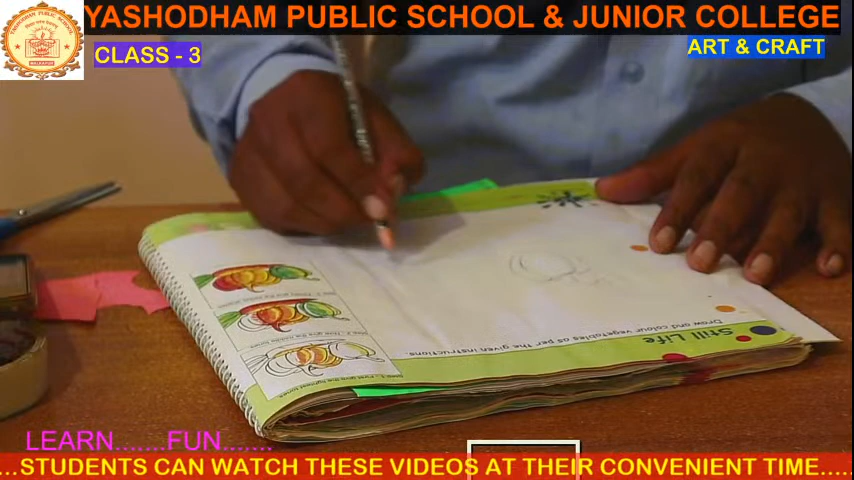 YASHODHAM PUBLIC SCHOOL & JUNIOR COLLEGE
CLASS - 3
ART & CRAFT
Still Life
Draw and colour vegetables as per the given instructions.
LEARN.......FUN.......
...STUDENTS CAN WATCH THESE VIDEOS AT THEIR CONVENIENT TIME.....